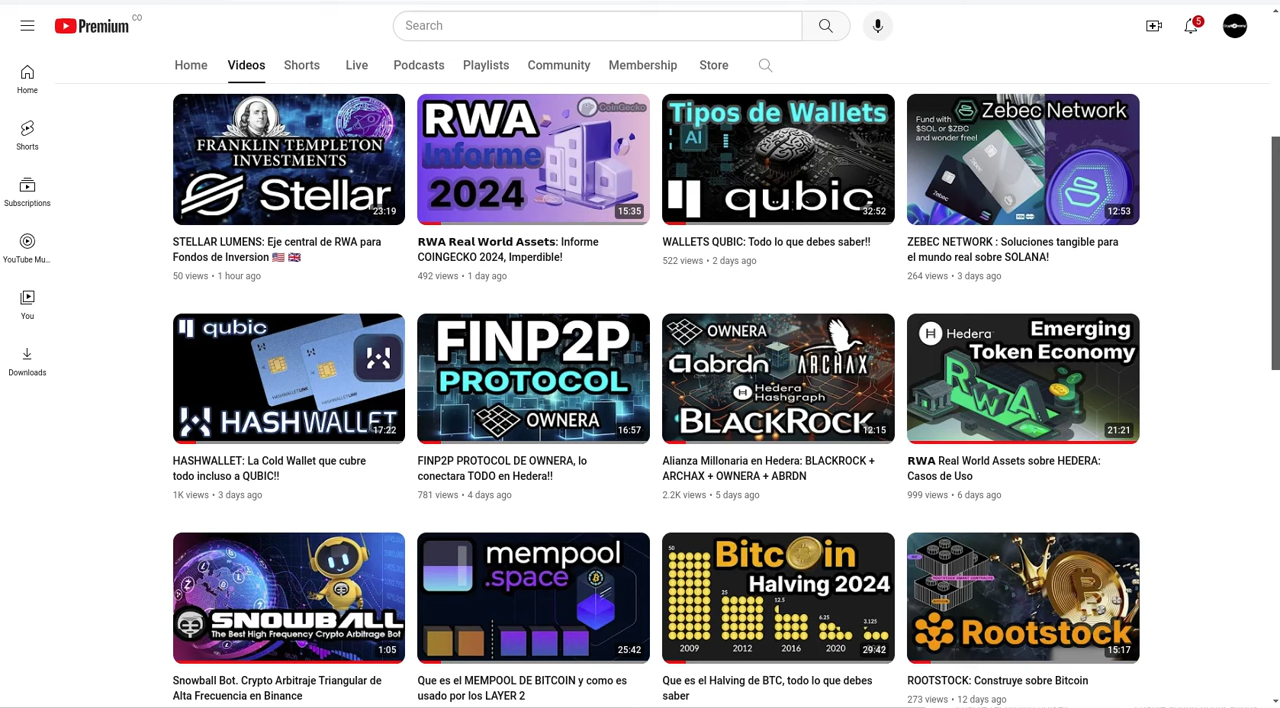 Premium CO
Search
5
Home
Videos
Shorts
Live
Podcasts
Playlists
Community
Membership
Store
Home
Shorts
Subscriptions
YouTube Mu...
You
Downloads
FRANKLIN TEMPLETON
INVESTMENTS
Stellar
23:19
STELLAR LUMENS: Eje central de RWA para
Fondos de Inversion 🇺🇸 🇬🇧
50 views • 1 hour ago
CoinGecko
RWA
Informe
2024
15:35
𝗥𝗪𝗔 𝗥𝗲𝗮𝗹 𝗪𝗼𝗿𝗹𝗱 𝗔𝘀𝘀𝗲𝘁𝘀: Informe
COINGECKO 2024, Imperdible!
492 views • 1 day ago
Tipos de Wallets
AI
qubic
32:52
WALLETS QUBIC: Todo lo que debes saber!!
522 views • 2 days ago
Zebec Network
Fund with
$SOL or $ZBC
and wonder free!
Zebec
12:53
ZEBEC NETWORK : Soluciones tangible para
el mundo real sobre SOLANA!
264 views • 3 days ago
qubic
HASHWALLET
17:22
HASHWALLET: La Cold Wallet que cubre
todo incluso a QUBIC!!
1K views • 3 days ago
FINP2P
PROTOCOL
OWNERA
16:57
FINP2P PROTOCOL DE OWNERA, lo
conectara TODO en Hedera!!
781 views • 4 days ago
OWNERA
abrdn
ARCHAX
Hedera
Hashgraph
BLACKROCK
12:15
Alianza Millonaria en Hedera: BLACKROCK +
ARCHAX + OWNERA + ABRDN
2.2K views • 5 days ago
H Hedera
Emerging
Token Economy
RWA
21:21
𝗥𝗪𝗔 Real World Assets sobre HEDERA:
Casos de Uso
999 views • 6 days ago
SNOWBALL
The Best High Frequency Crypto Arbitrage Bot
1:05
Snowball Bot. Crypto Arbitraje Triangular de
Alta Frecuencia en Binance
mempool
.space
25:42
Que es el MEMPOOL DE BITCOIN y como es
usado por los LAYER 2
Bitcoin
Halving 2024
50
25
12.5
6.25
3.125
2009
2012
2016
2020
29:42
Que es el Halving de BTC, todo lo que debes
saber
Rootstock
15:17
ROOTSTOCK: Construye sobre Bitcoin
273 views • 12 days ago